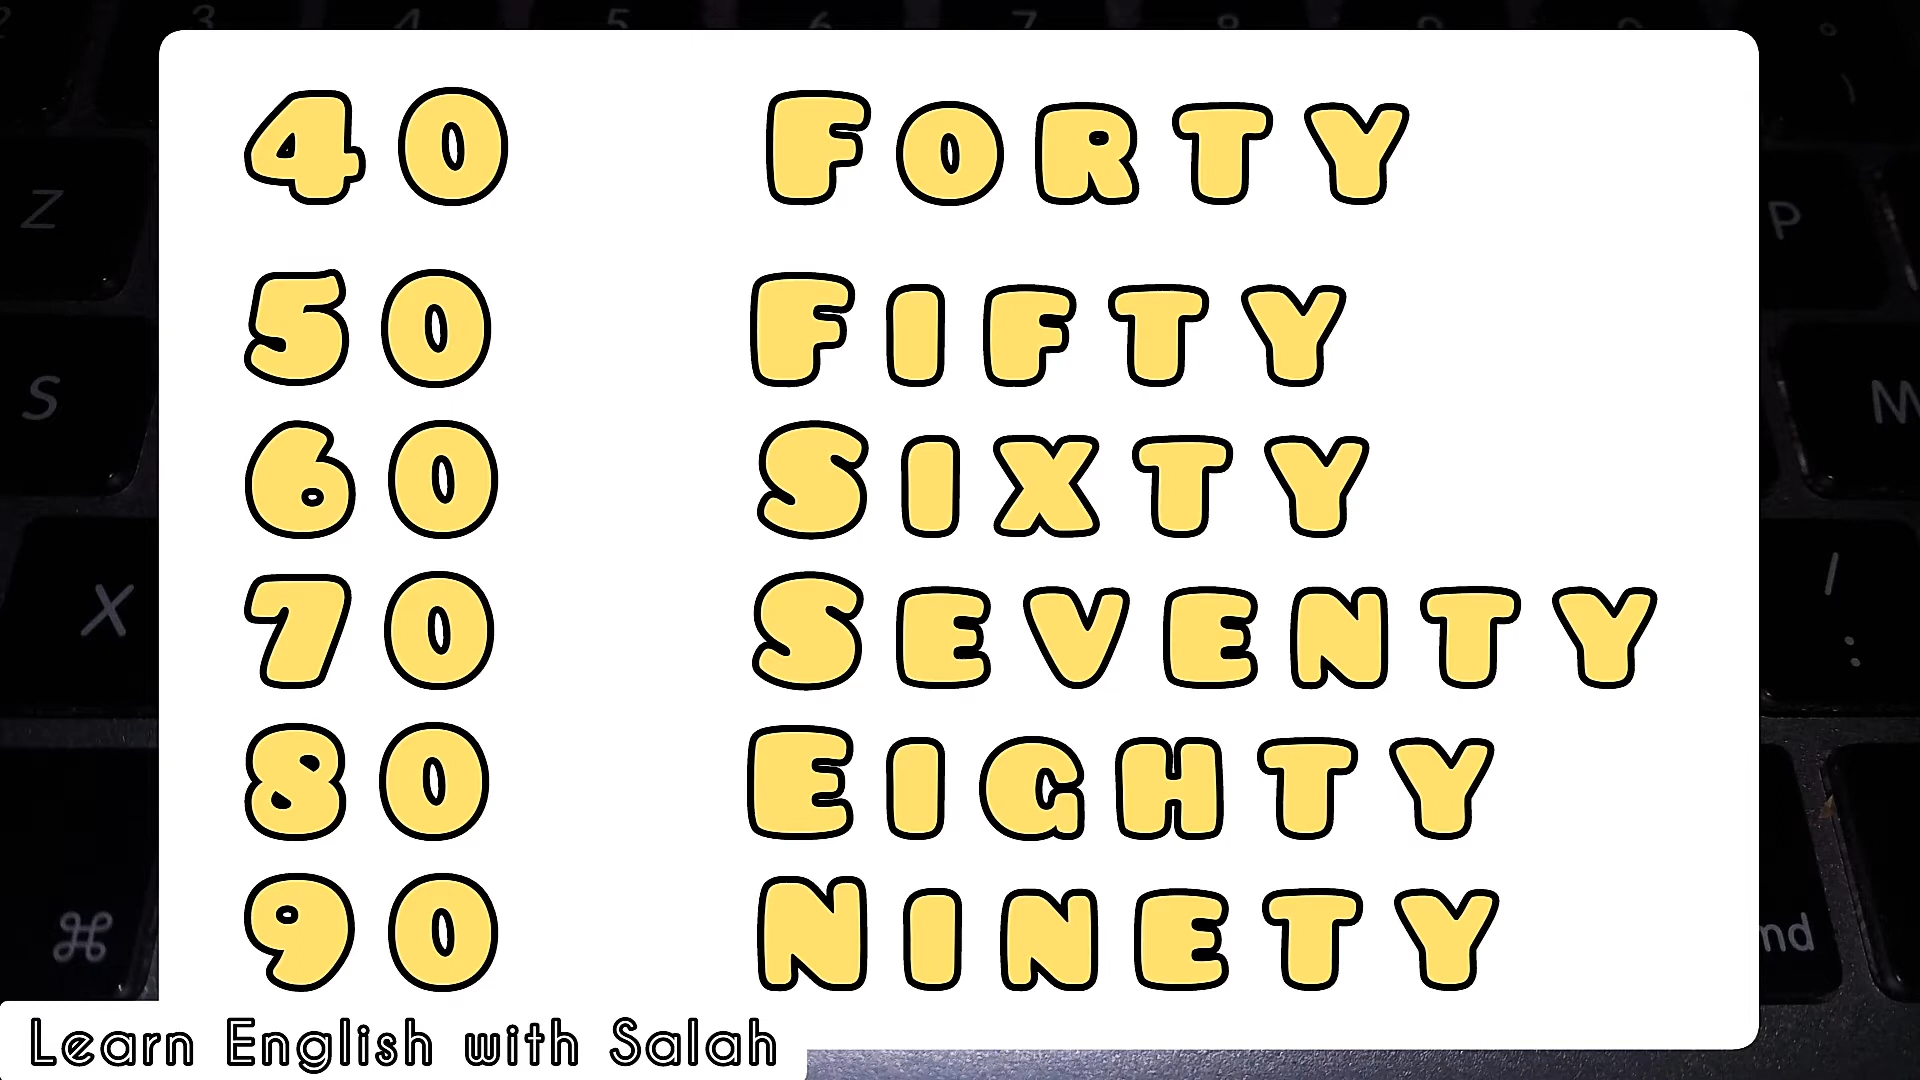 40 Forty
50 Fifty
60 Sixty
70 Seventy
80 Eighty
90 Ninety
Learn English with Salah
Z
S
X
⌘
P